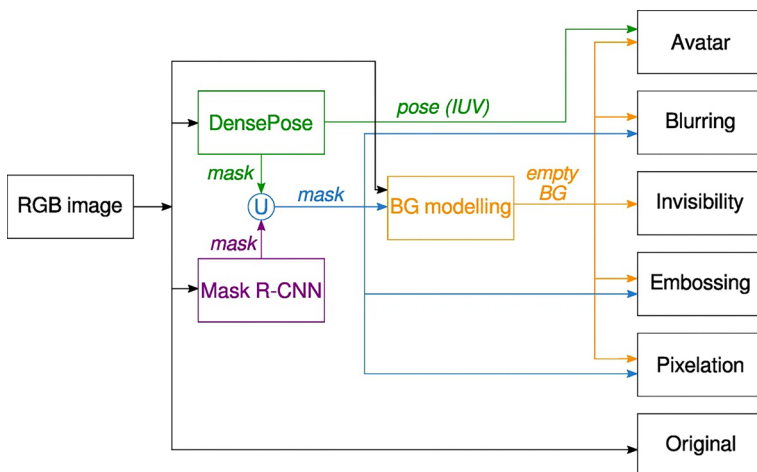 Avatar
DensePose
pose (IUV)
Blurring
mask
empty
BG
RGB image
U
mask
BG modelling
Invisibility
mask
Mask R-CNN
Embossing
Pixelation
Original